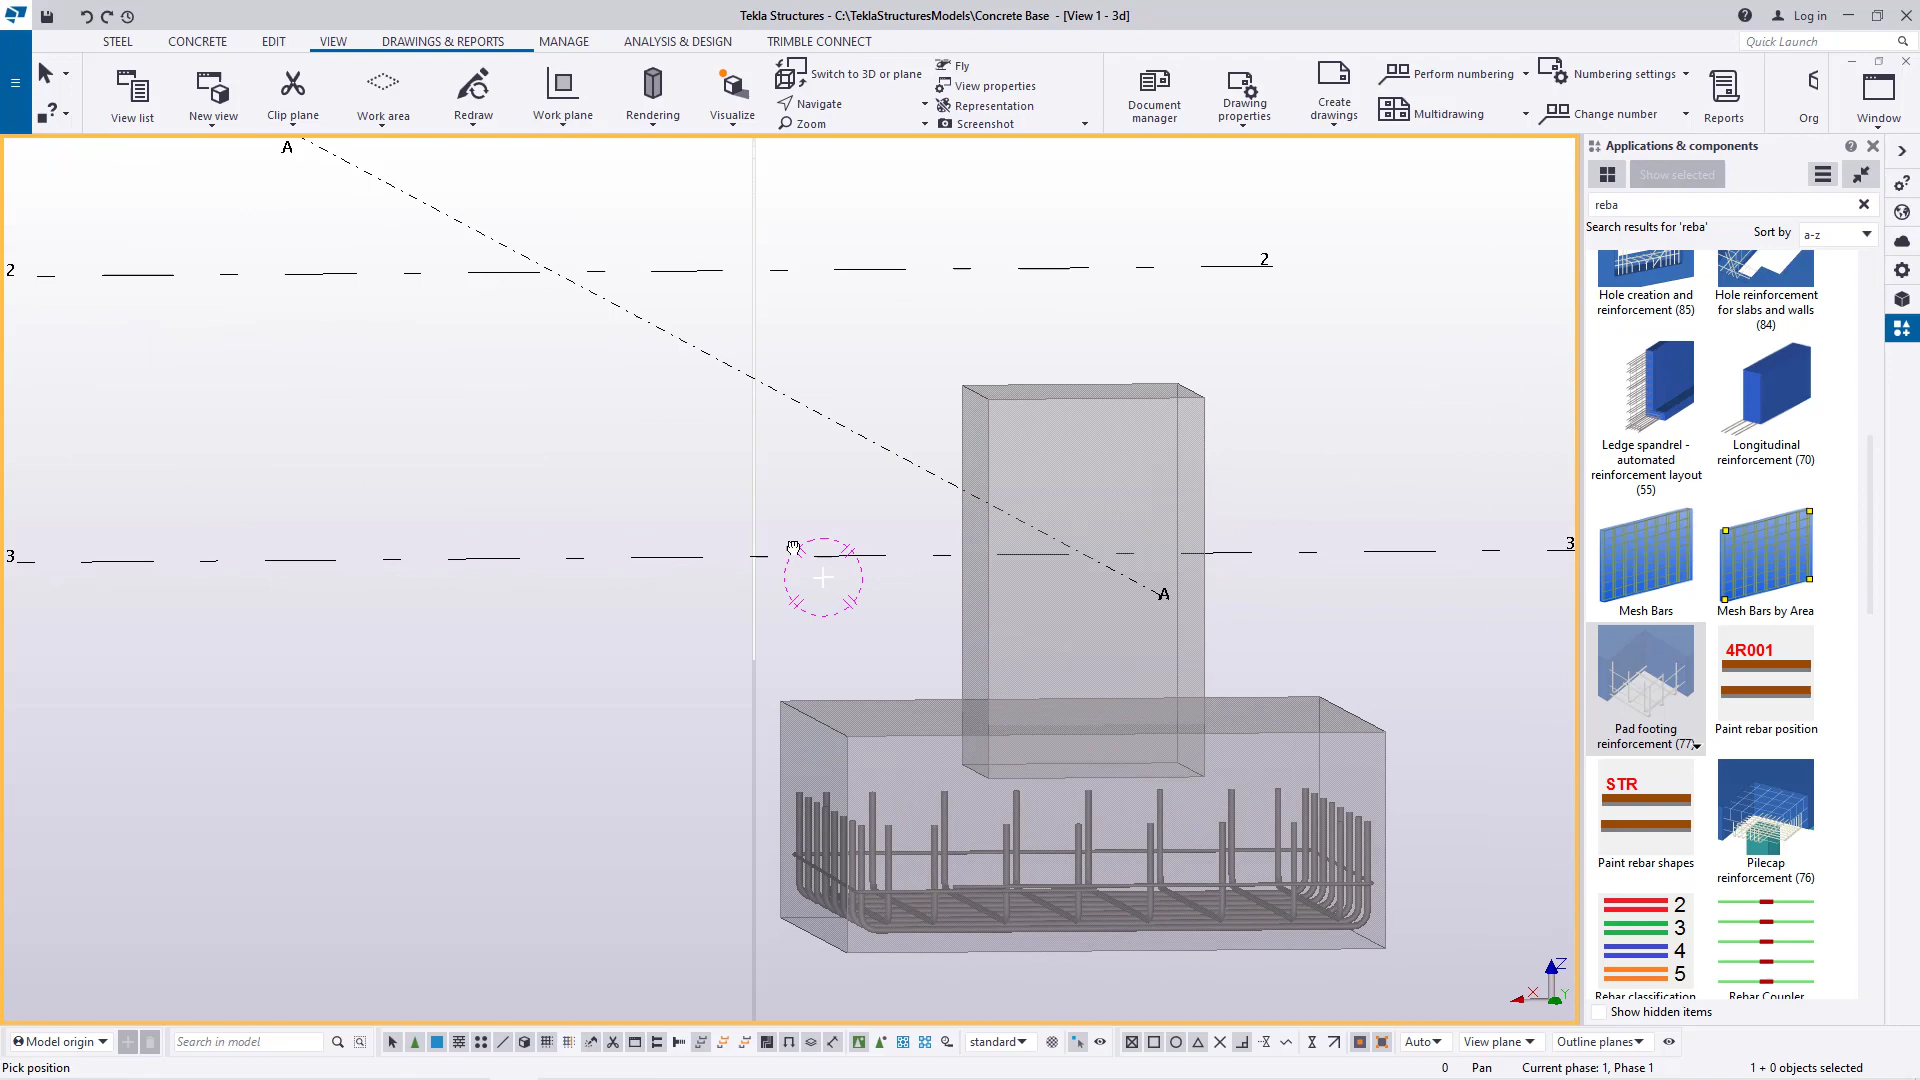 Tekla Structures - C:\TeklaStructuresModels\Concrete Base - [View 1 - 3d]
Log in
STEEL
CONCRETE
EDIT
VIEW
DRAWINGS & REPORTS
MANAGE
ANALYSIS & DESIGN
TRIMBLE CONNECT
Quick Launch
View list
New view
Clip plane
Work area
Redraw
Work plane
Rendering
Visualize
Switch to 3D or plane
Navigate
Zoom
Fly
View properties
Representation
Screenshot
Document manager
Drawing properties
Create drawings
Perform numbering
Multidrawing
Numbering settings
Change number
Reports
Org
Window
A
2
2
3
3
A
Z
X
Y
Applications & components
Show selected
reba
Search results for 'reba'
Sort by
a-z
Hole creation and
reinforcement (85)
Hole reinforcement
for slabs and walls
(84)
Ledge spandrel -
automated
reinforcement layout
(55)
Longitudinal
reinforcement (70)
Mesh Bars
Mesh Bars by Area
Pad footing
reinforcement (77)
4R001
Paint rebar position
STR
Paint rebar shapes
Pilecap
reinforcement (76)
2
3
4
5
Rebar classification
Rebar Coupler
Show hidden items
Model origin
Search in model
standard
Auto
View plane
Outline planes
Pick position
0
Pan
Current phase: 1, Phase 1
1 + 0 objects selected